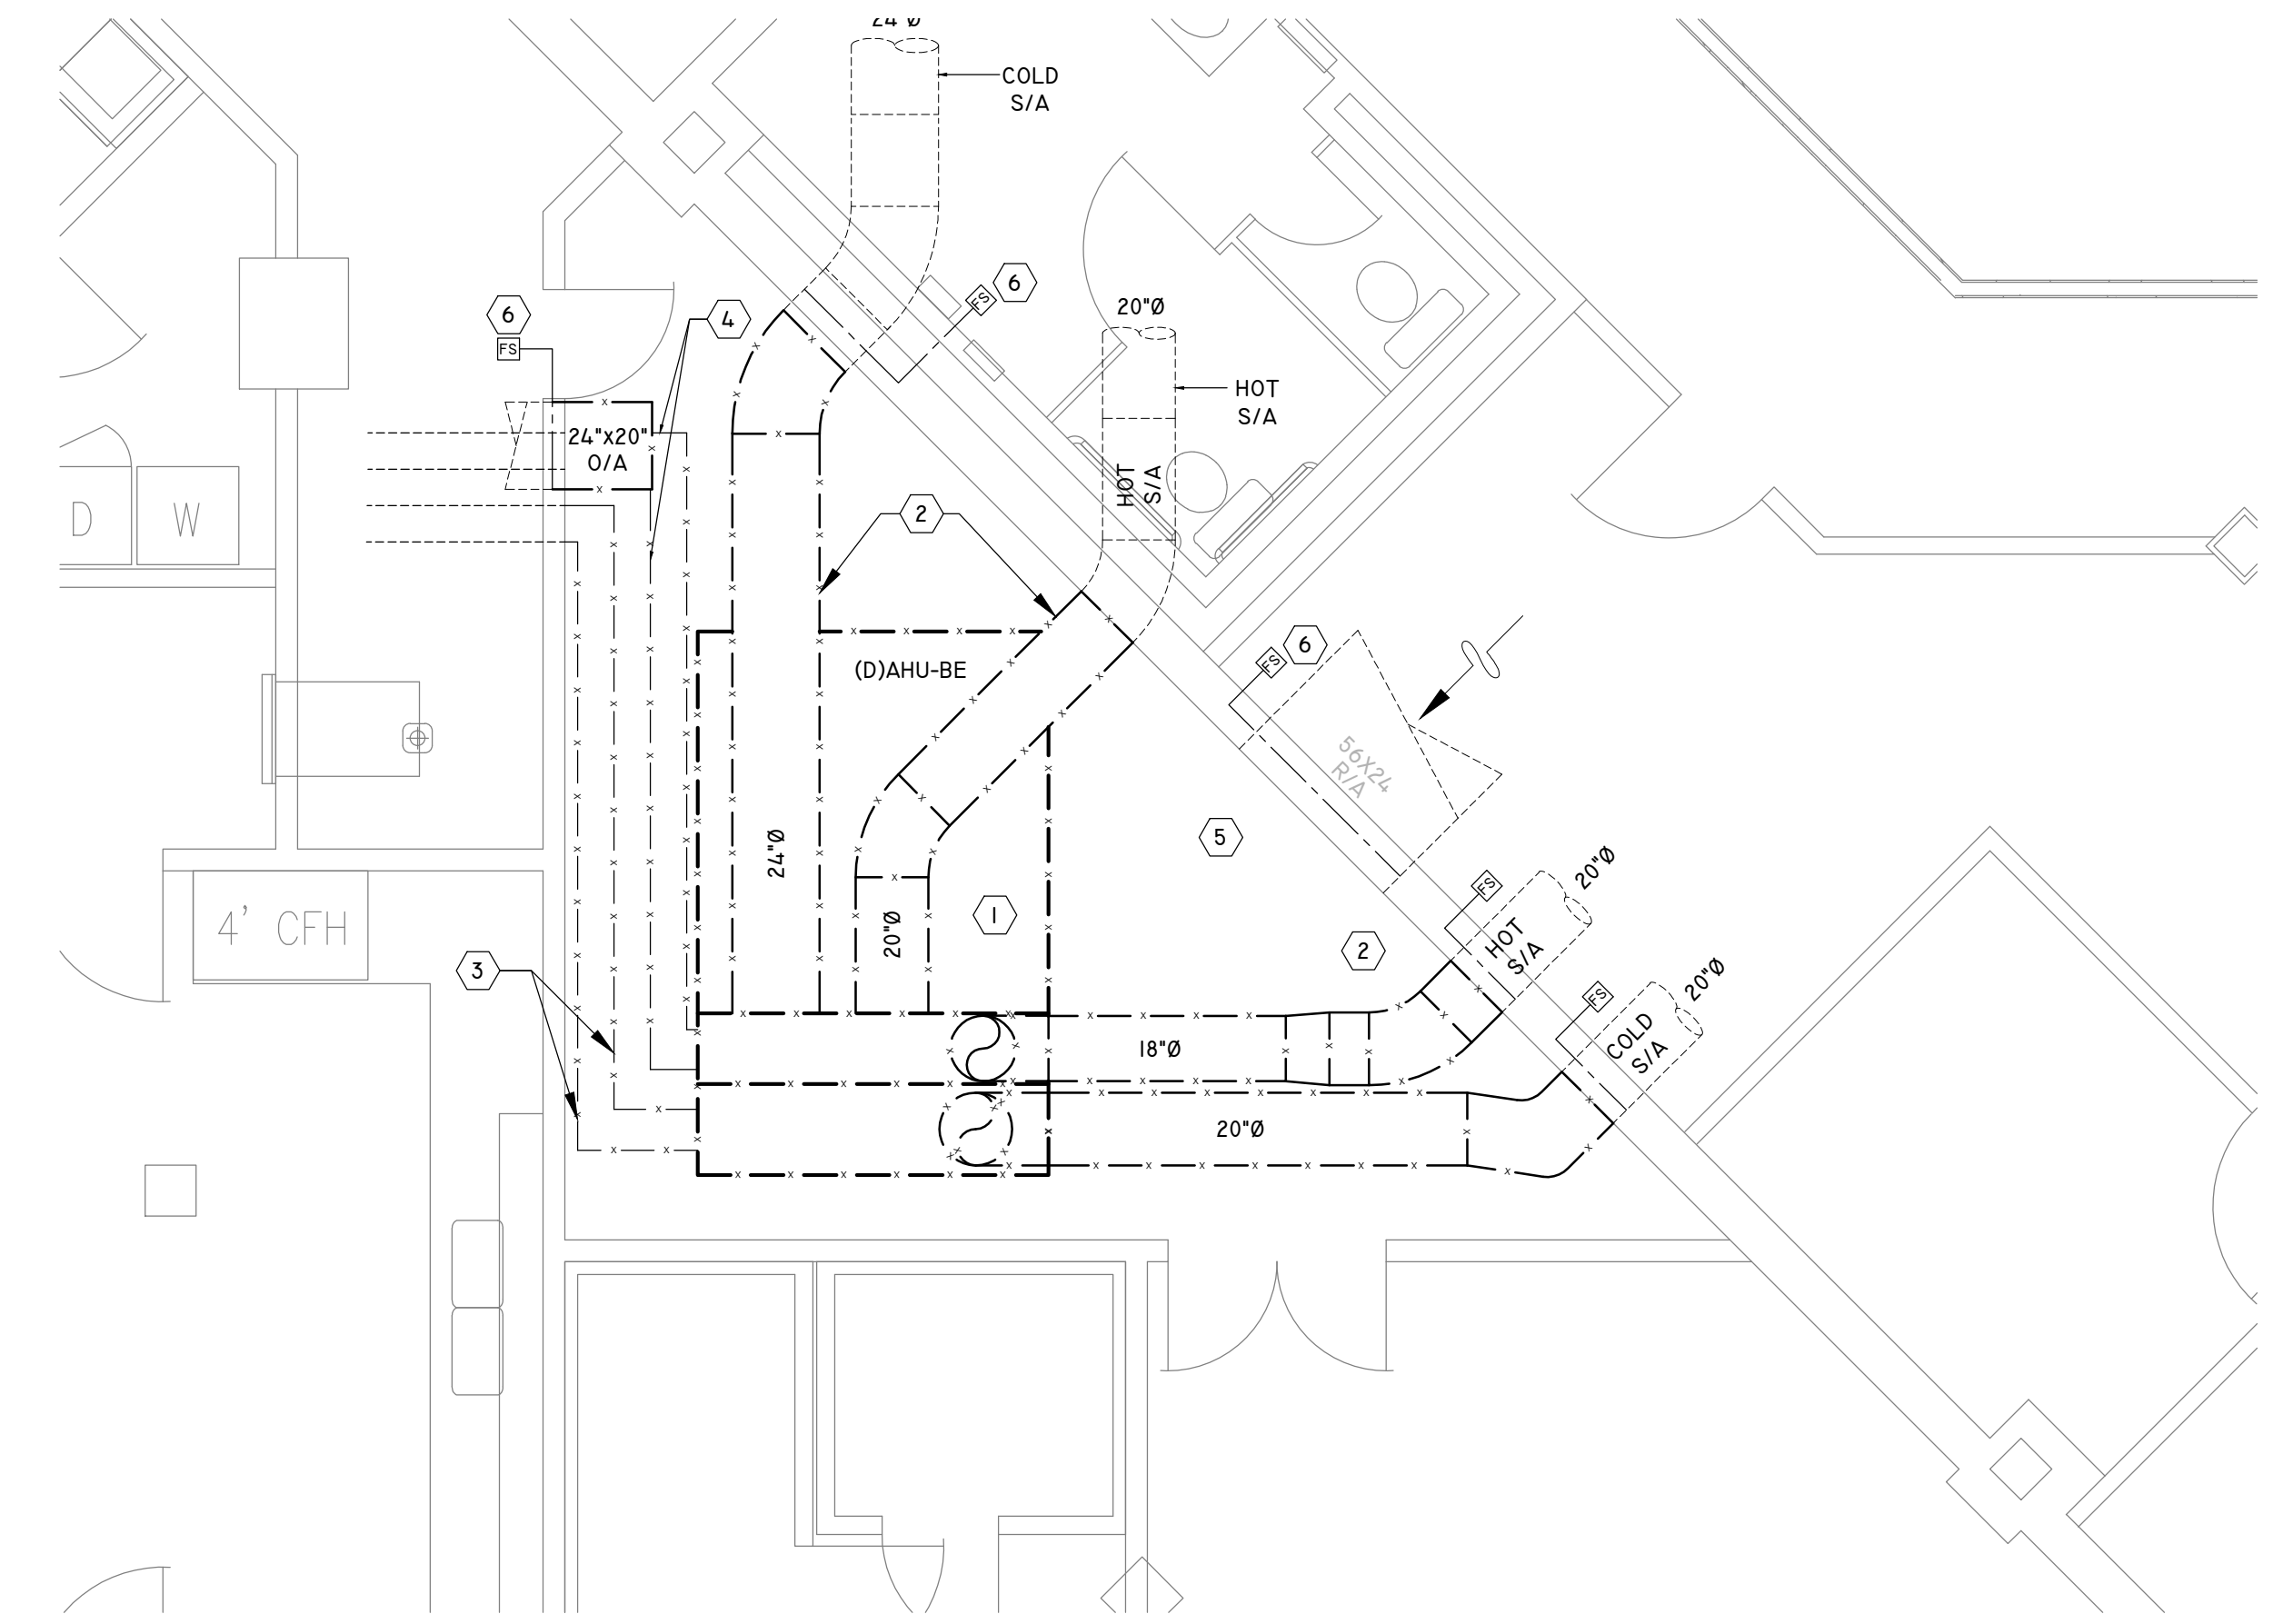 24"Ø
COLD
S/A
6
FS
6
FS
4
20"Ø
HOT
S/A
24"x20"
O/A
HOT
S/A
D
W
2
6
FS
(D)AHU-BE
56X24
R/A
5
24"Ø
20"Ø
1
4' CFH
FS
20"Ø
HOT
S/A
2
3
FS
20"Ø
COLD
S/A
18"Ø
20"Ø